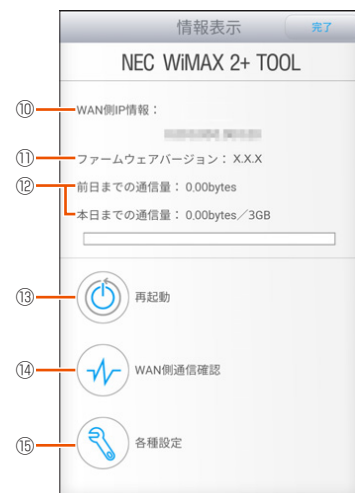 情報表示 完了
NEC WiMAX 2+ TOOL
⑩ WAN側IP情報：
⑪ ファームウェアバージョン： X.X.X
⑫ 前日までの通信量： 0.00bytes
本日までの通信量： 0.00bytes／3GB
⑬ 再起動
⑭ WAN側通信確認
⑮ 各種設定